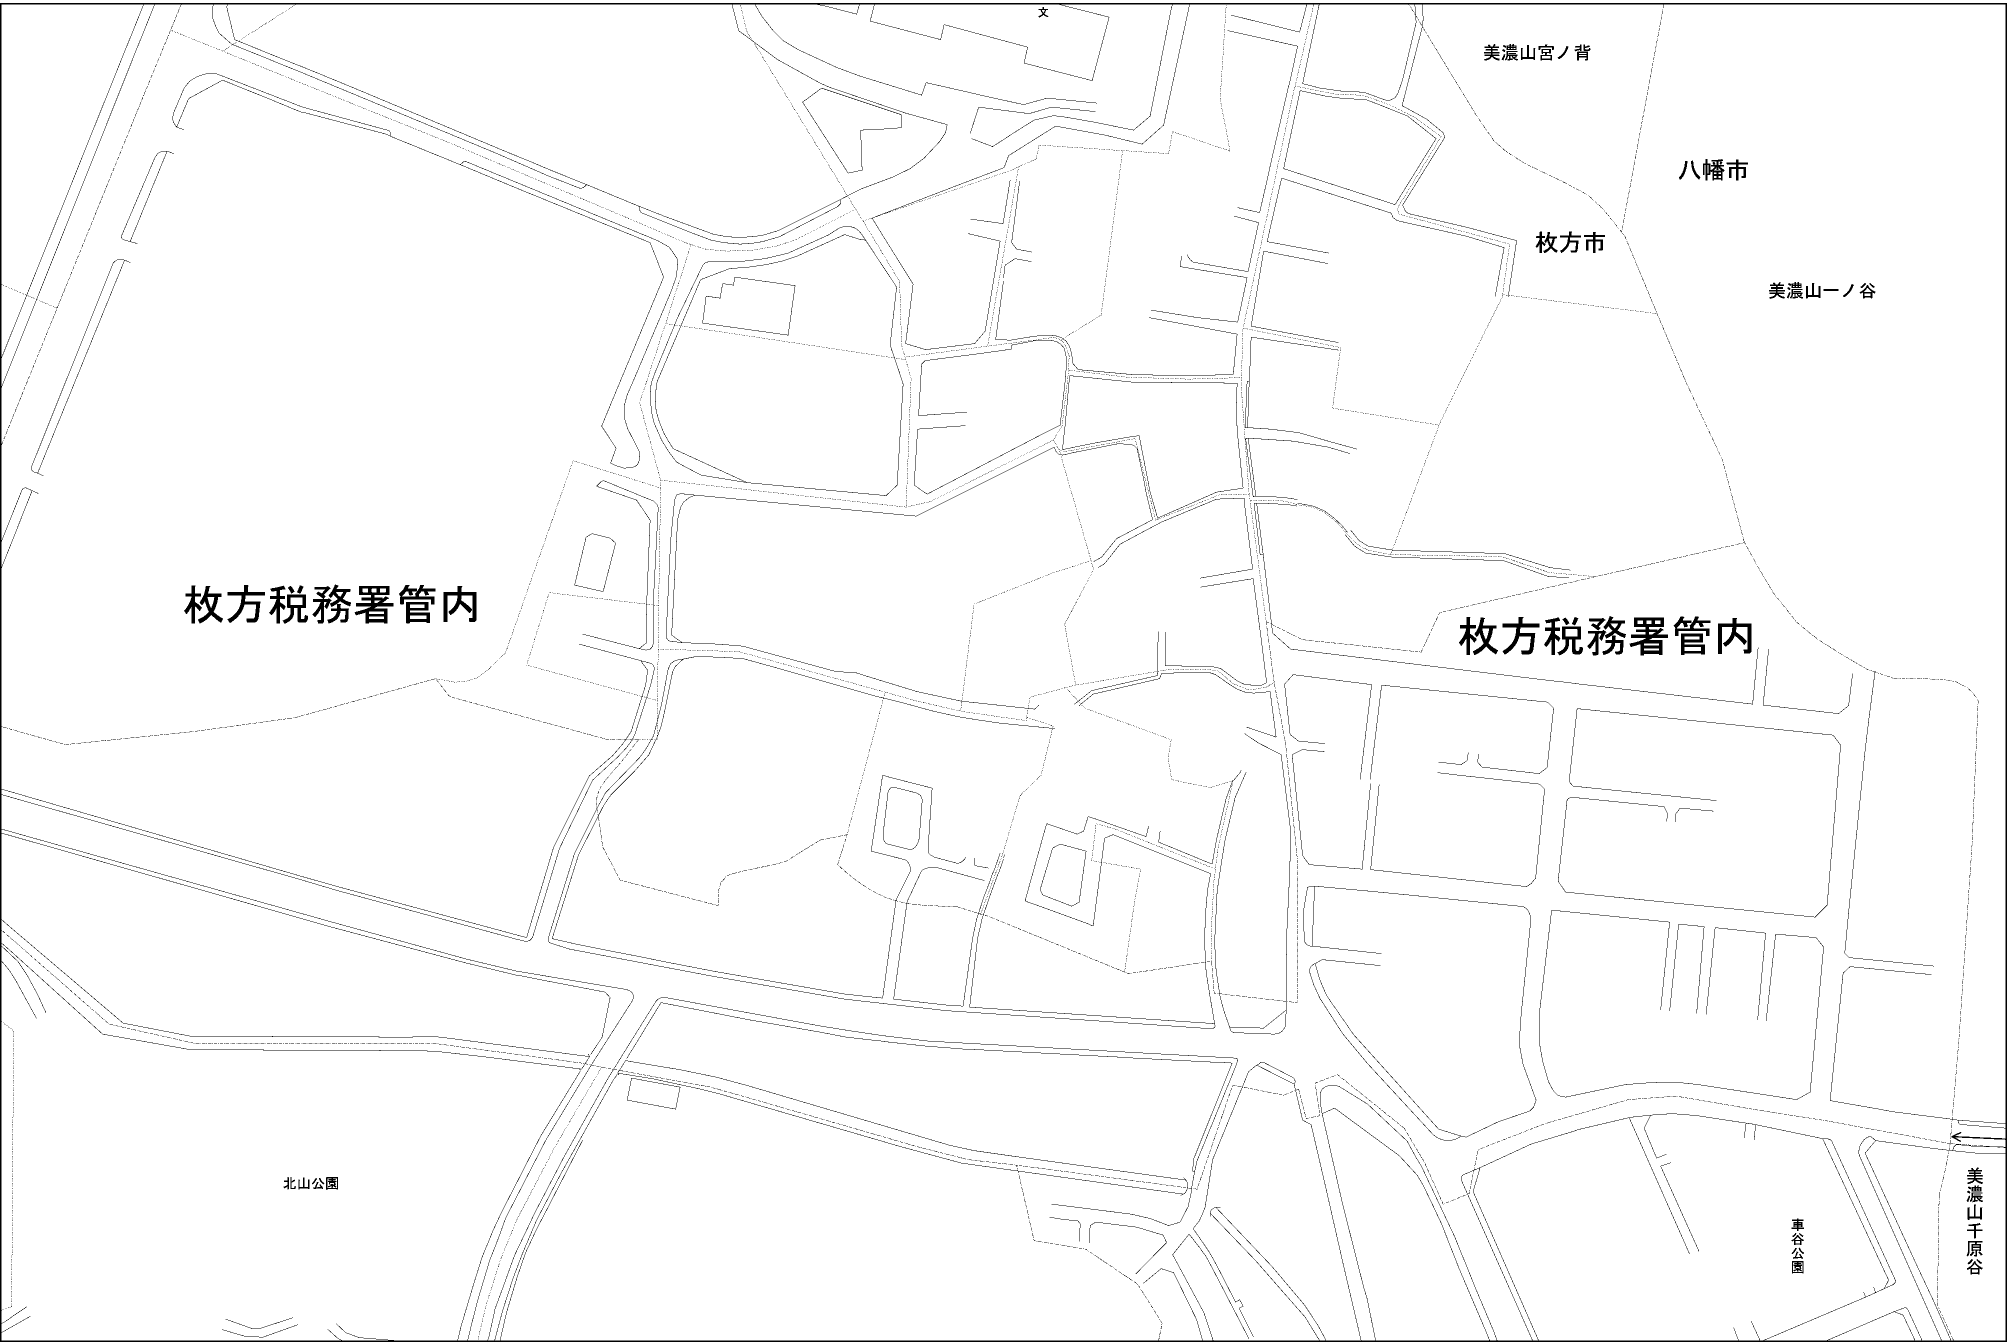 文
美濃山宮ノ背
八幡市
枚方市
美濃山一ノ谷
枚方税務署管内
枚方税務署管内
北山公園
車谷公園
美濃山千原谷